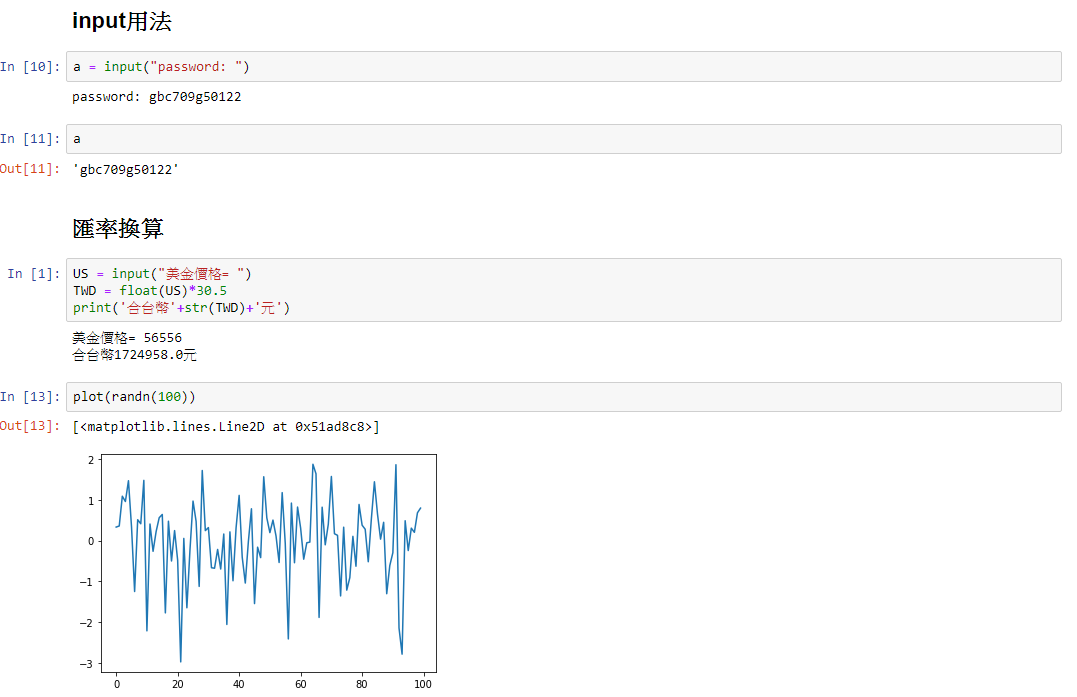 input用法
In [10]: a = input("password: ")
password: gbc709g50122
In [11]: a
Out[11]: 'gbc709g50122'
匯率換算
In [1]: US = input("美金價格= ")
TWD = float(US)*30.5
print('合台幣'+str(TWD)+'元')
美金價格= 56556
合台幣1724958.0元
In [13]: plot(randn(100))
Out[13]: [<matplotlib.lines.Line2D at 0x51ad8c8>]
2
1
0
−1
−2
−3
0 20 40 60 80 100